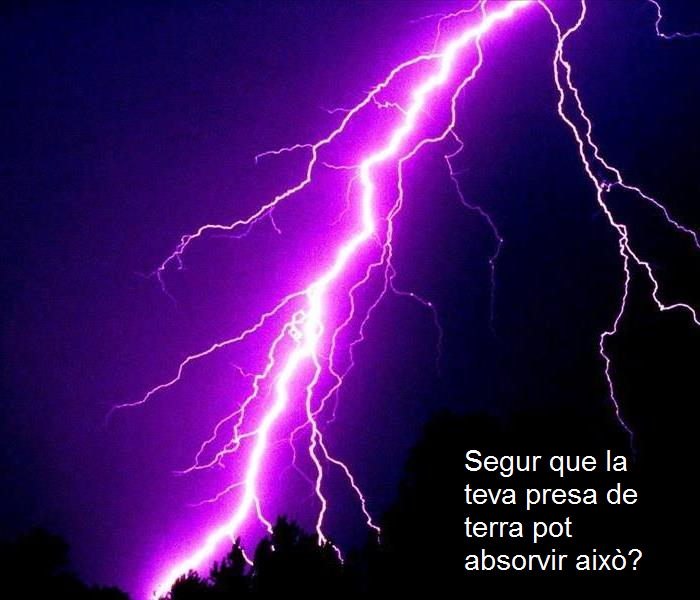 Segur que la
teva presa de
terra pot
absorvir això?